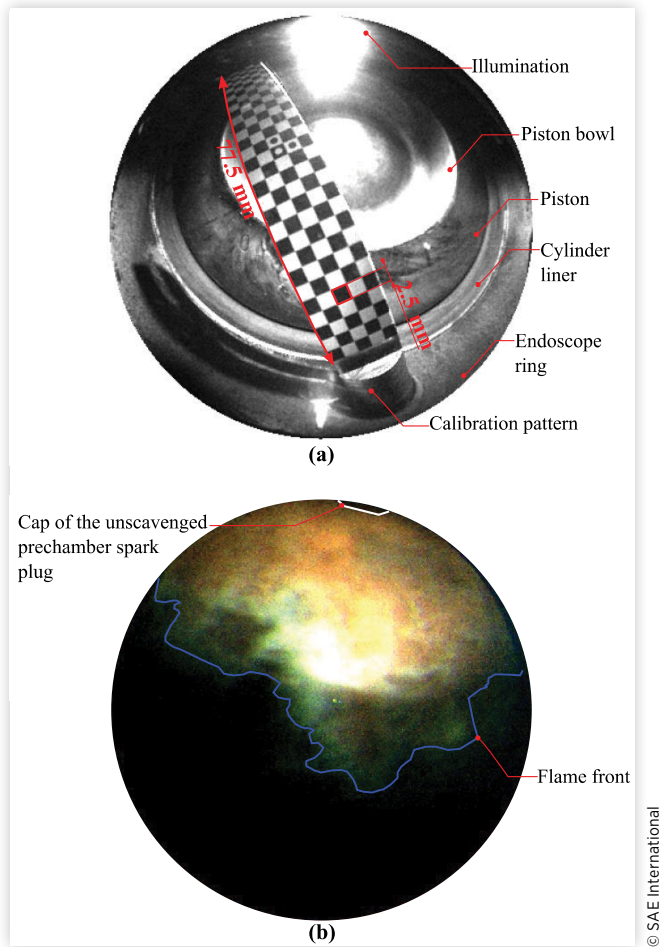 Illumination
Piston bowl
Piston
Cylinder
liner
Endoscope
ring
Calibration pattern
77.5 mm
2.5 mm
(a)
Cap of the unscavenged
prechamber spark
plug
Flame front
(b)
© SAE International